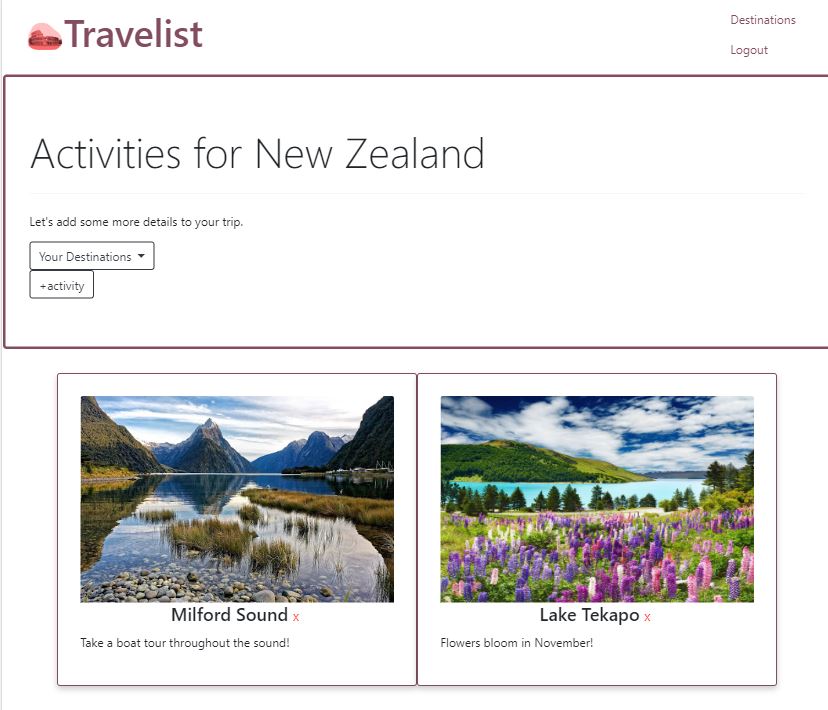 Travelist
Destinations
Logout
Activities for New Zealand
Let's add some more details to your trip.
Your Destinations
+activity
Milford Sound x
Take a boat tour throughout the sound!
Lake Tekapo x
Flowers bloom in November!